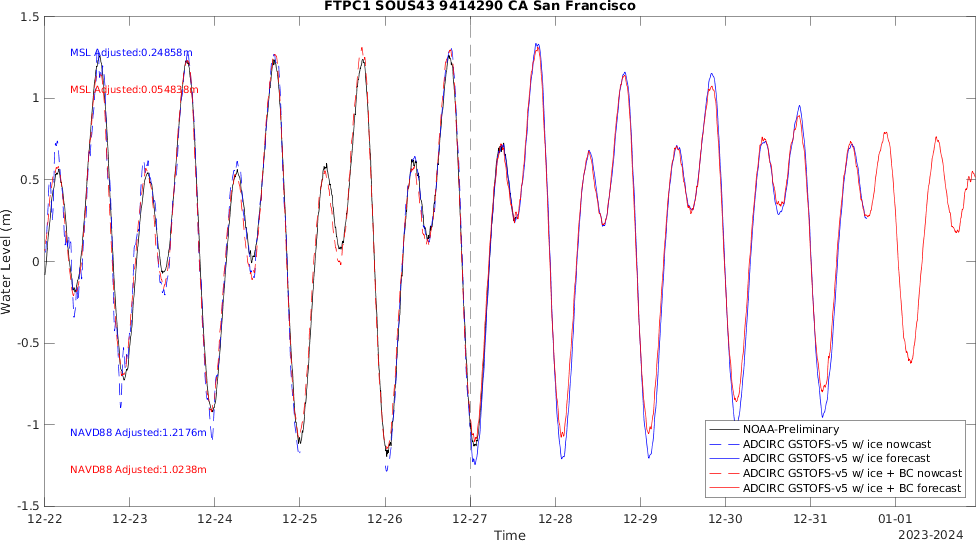 FTPC1 SOUS43 9414290 CA San Francisco
1.5
1
0.5
0
-0.5
-1
-1.5
Water Level (m)
MSL Adjusted:0.24858m
MSL Adjusted:0.054838m
NAVD88 Adjusted:1.2176m
NAVD88 Adjusted:1.0238m
NOAA-Preliminary
ADCIRC GSTOFS-v5 w/ ice nowcast
ADCIRC GSTOFS-v5 w/ ice forecast
ADCIRC GSTOFS-v5 w/ ice + BC nowcast
ADCIRC GSTOFS-v5 w/ ice + BC forecast
12-22 12-23 12-24 12-25 12-26 12-27 12-28 12-29 12-30 12-31 01-01
Time
2023-2024